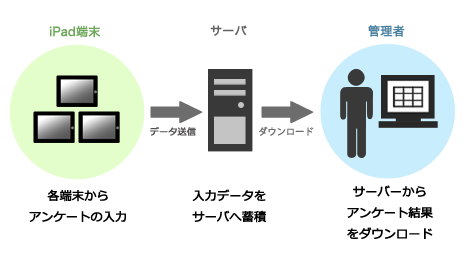 iPad端末
サーバ
管理者
データ送信
ダウンロード
各端末から
アンケートの入力
入力データを
サーバへ蓄積
サーバーから
アンケート結果
をダウンロード